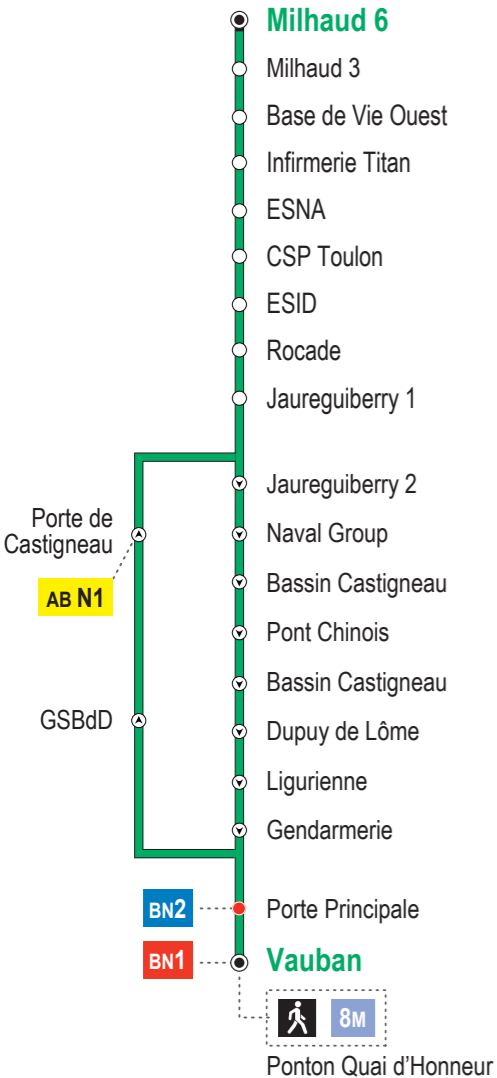 Milhaud 6
Milhaud 3
Base de Vie Ouest
Infirmerie Titan
ESNA
CSP Toulon
ESID
Rocade
Jaureguiberry 1
Jaureguiberry 2
Porte de
Castigneau
AB N1
Naval Group
Bassin Castigneau
Pont Chinois
Bassin Castigneau
GSBdD
Dupuy de Lôme
Ligurienne
Gendarmerie
BN2
Porte Principale
BN1
Vauban
8M
Ponton Quai d'Honneur